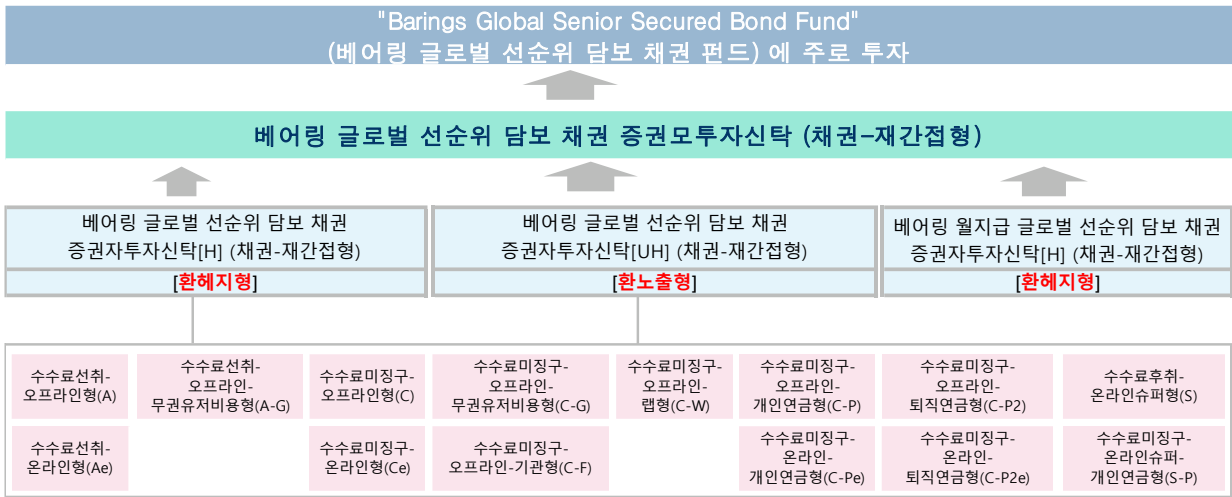 "Barings Global Senior Secured Bond Fund"
(베어링 글로벌 선순위 담보 채권 펀드) 에 주로 투자
베어링 글로벌 선순위 담보 채권 증권모투자신탁 (채권-재간접형)
베어링 글로벌 선순위 담보 채권
증권자투자신탁[H] (채권-재간접형)
[환헤지형]
베어링 글로벌 선순위 담보 채권
증권자투자신탁[UH] (채권-재간접형)
[환노출형]
베어링 월지급 글로벌 선순위 담보 채권
증권자투자신탁[H] (채권-재간접형)
[환헤지형]
수수료선취-
오프라인형(A)
수수료선취-
오프라인-
무권유저비용형(A-G)
수수료미징구-
오프라인형(C)
수수료미징구-
오프라인-
무권유저비용형(C-G)
수수료미징구-
오프라인-
랩형(C-W)
수수료미징구-
오프라인-
개인연금형(C-P)
수수료미징구-
오프라인-
퇴직연금형(C-P2)
수수료후취-
온라인슈퍼형(S)
수수료선취-
온라인형(Ae)
수수료미징구-
온라인형(Ce)
수수료미징구-
오프라인-기관형(C-F)
수수료미징구-
온라인-
개인연금형(C-Pe)
수수료미징구-
온라인-
퇴직연금형(C-P2e)
수수료미징구-
온라인슈퍼-
개인연금형(S-P)